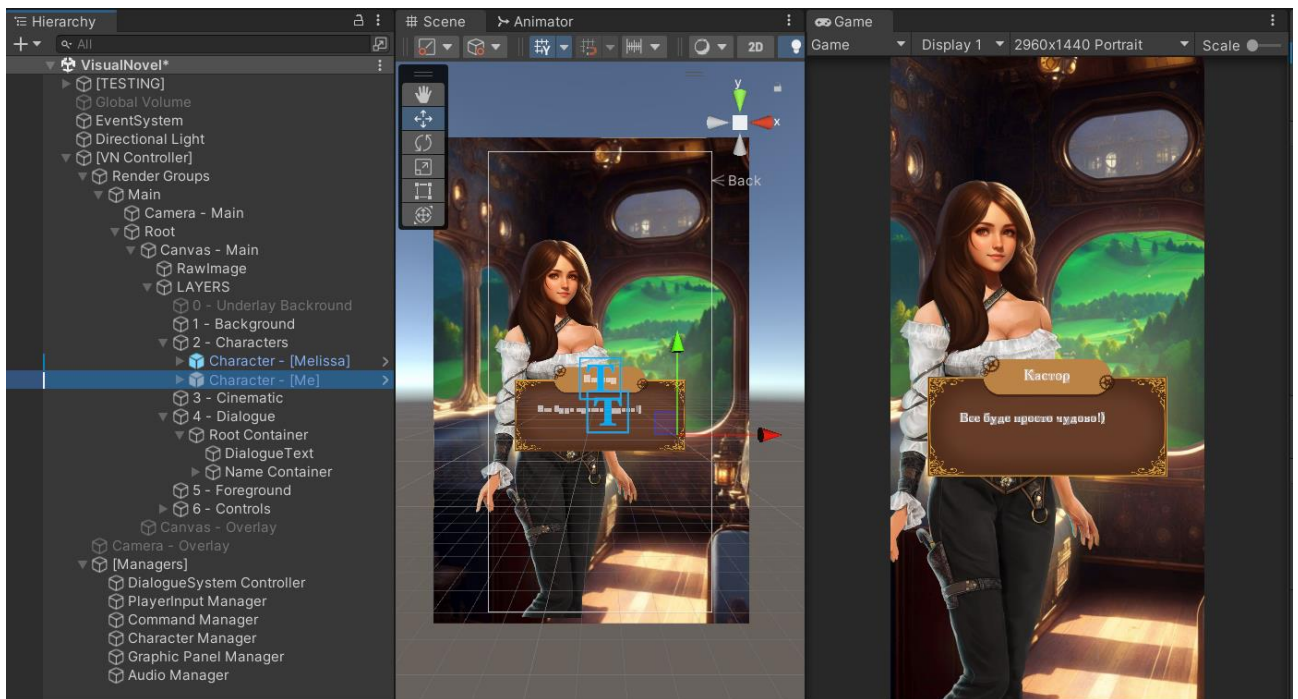 Hierarchy
All
VisualNovel*
[TESTING]
Global Volume
EventSystem
Directional Light
[VN Controller]
Render Groups
Main
Camera - Main
Root
Canvas - Main
RawImage
LAYERS
0 - Underlay Backround
1 - Background
2 - Characters
Character - [Melissa]
Character - [Me]
3 - Cinematic
4 - Dialogue
Root Container
DialogueText
Name Container
5 - Foreground
6 - Controls
Canvas - Overlay
Camera - Overlay
[Managers]
DialogueSystem Controller
PlayerInput Manager
Command Manager
Character Manager
Graphic Panel Manager
Audio Manager
Scene Animator
2D
y
x
Back
T
T
Game
Game Display 1 2960x1440 Portrait Scale
Кастор
Все буде просто чудово!)